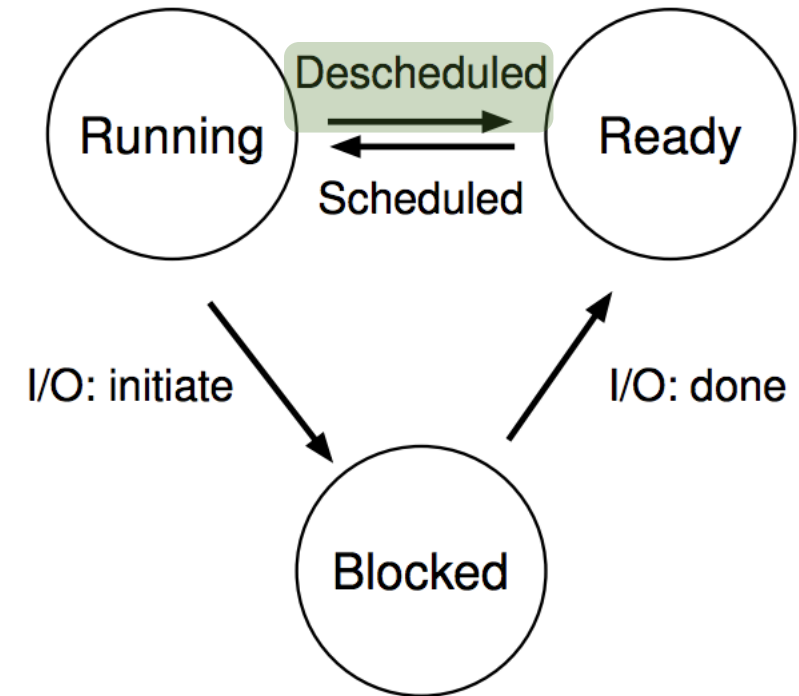 Descheduled
Running
Ready
Scheduled
I/O: initiate
I/O: done
Blocked